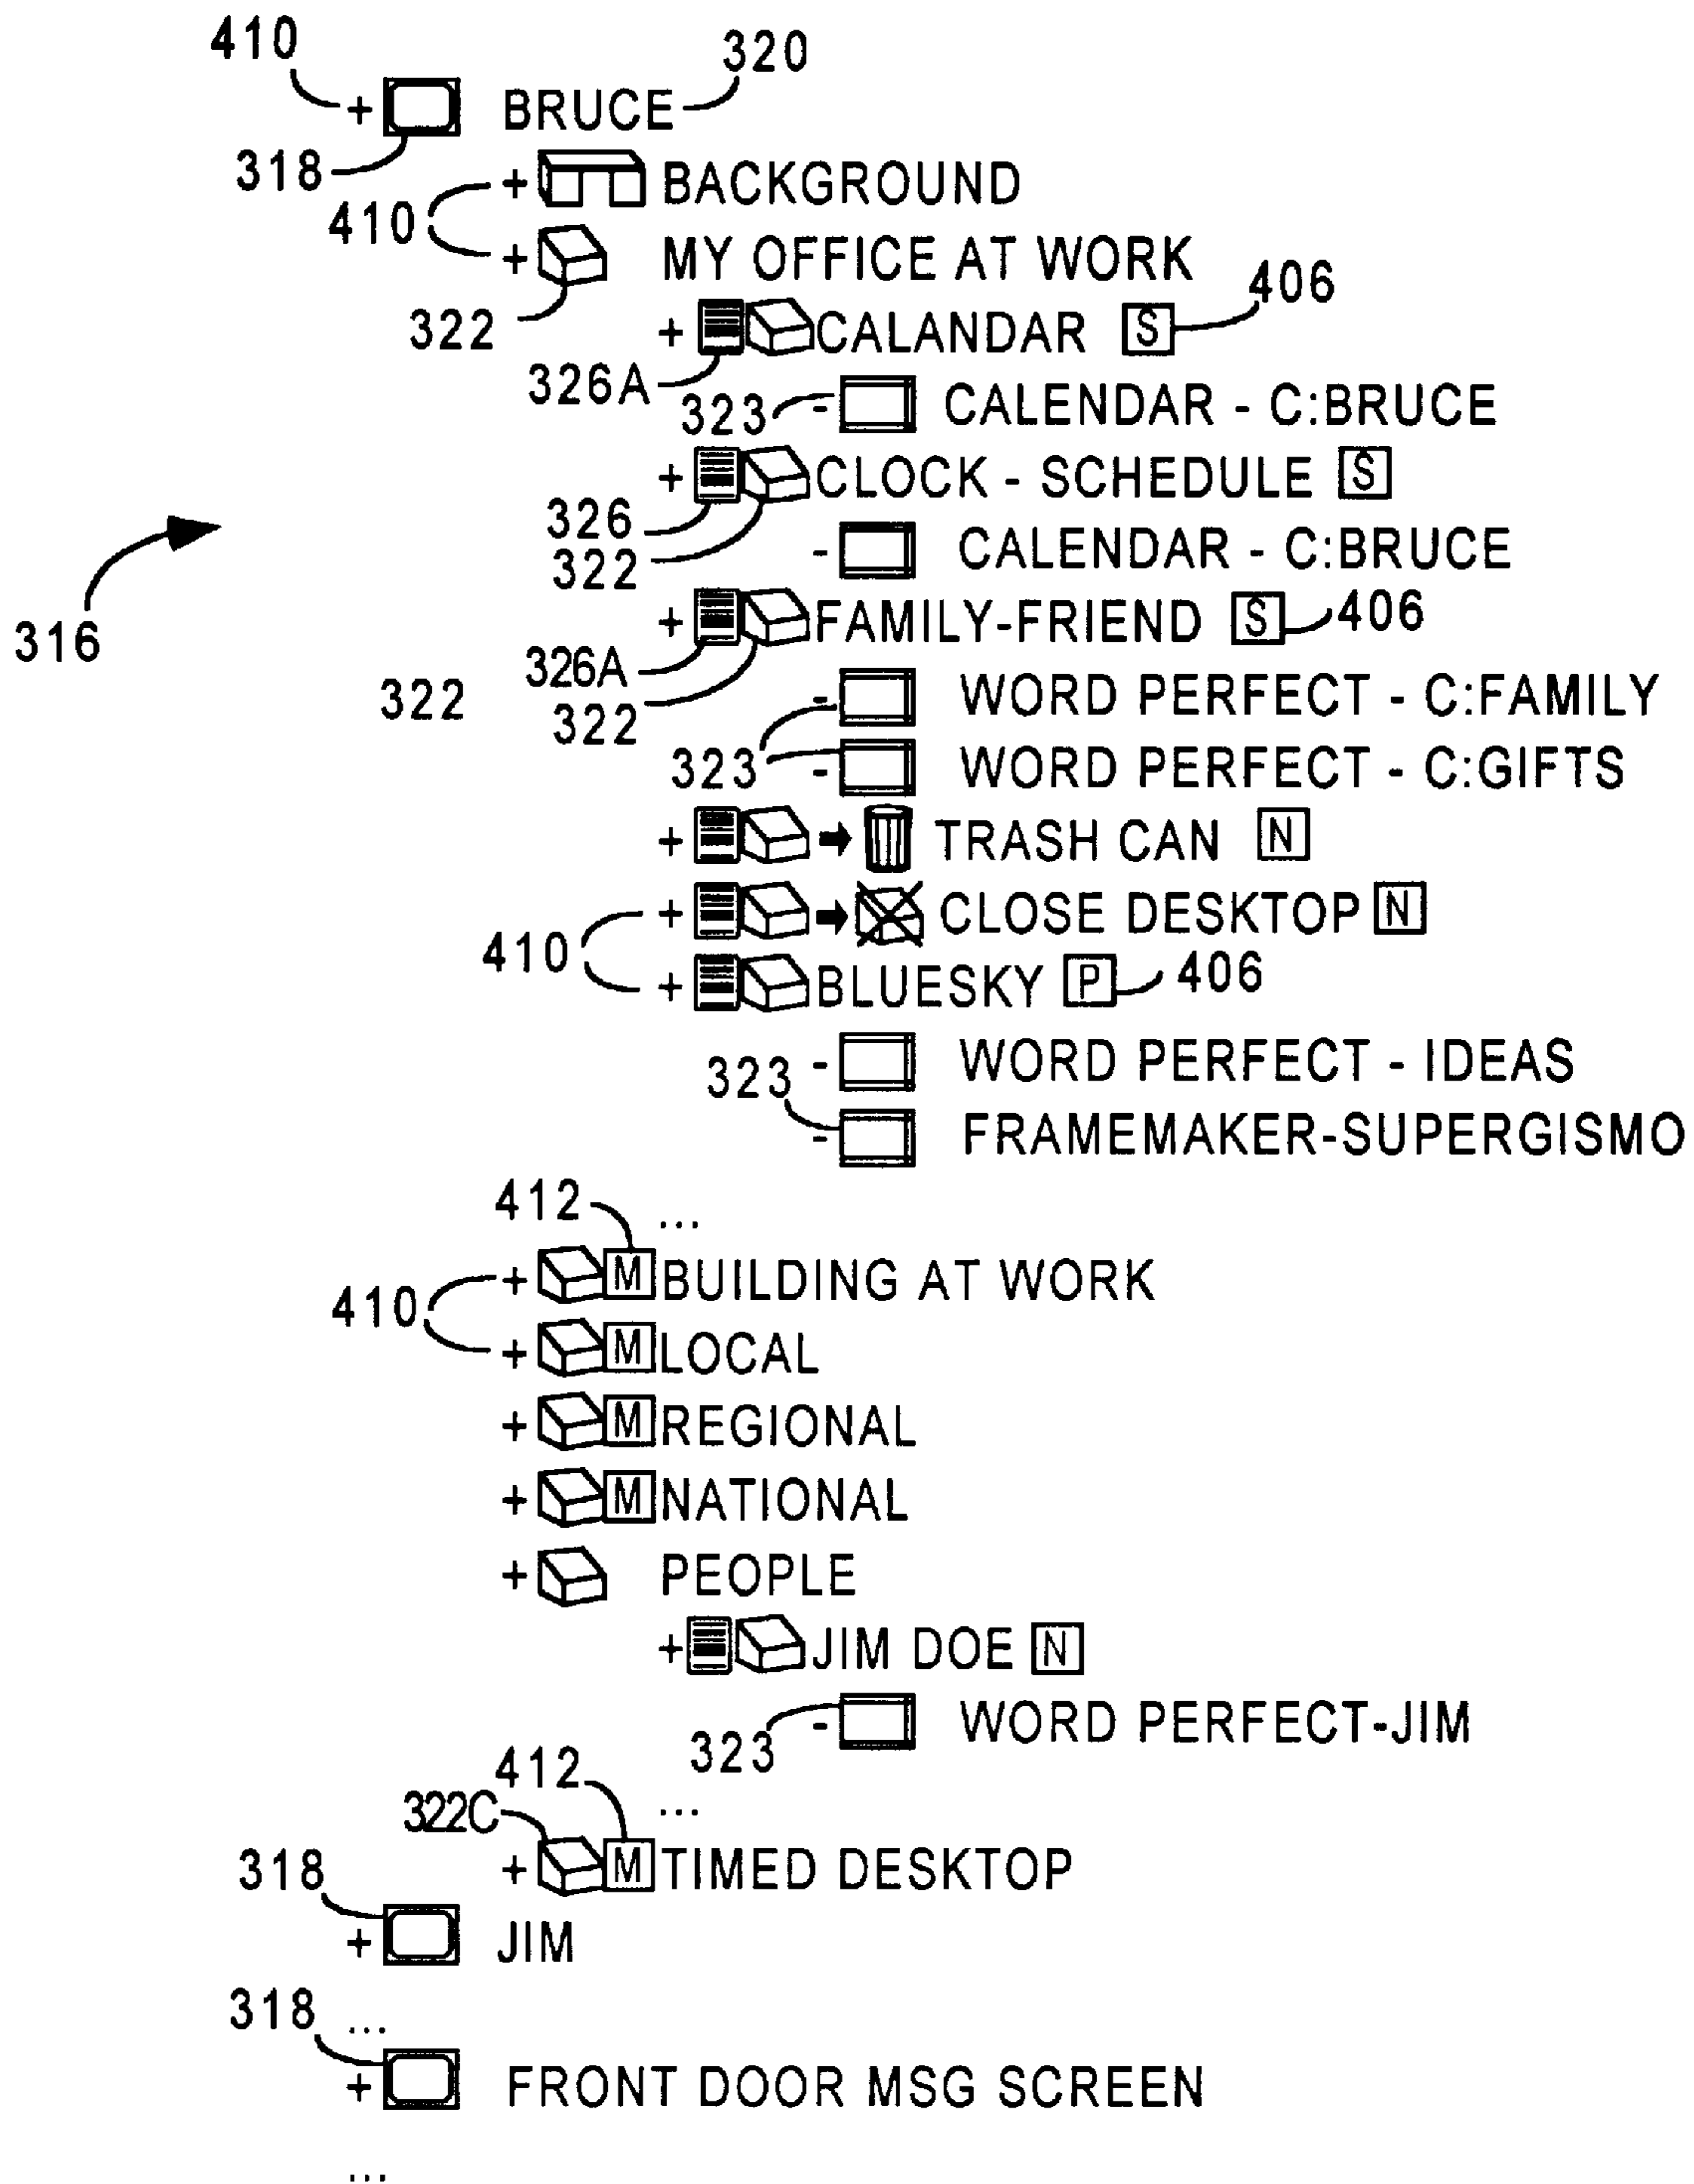 410 320
+ BRUCE
318
+ BACKGROUND
410
+ MY OFFICE AT WORK
322 406
+ CALANDAR S
326A
323 - CALENDAR - C:BRUCE
+ CLOCK - SCHEDULE S
326
- CALENDAR - C:BRUCE
322
+ FAMILY-FRIEND S 406
316
326A
322 - WORD PERFECT - C:FAMILY
322
323 - WORD PERFECT - C:GIFTS
+ TRASH CAN N
+ CLOSE DESKTOP N
410
+ BLUESKY P 406
- WORD PERFECT - IDEAS
323
- FRAMEMAKER-SUPERGISMO
412 ...
+ M BUILDING AT WORK
410
+ M LOCAL
+ M REGIONAL
+ M NATIONAL
+ PEOPLE
+ JIM DOE N
- WORD PERFECT-JIM
323
412
322C ...
+ M TIMED DESKTOP
318
+ JIM
318
...
+ FRONT DOOR MSG SCREEN
...